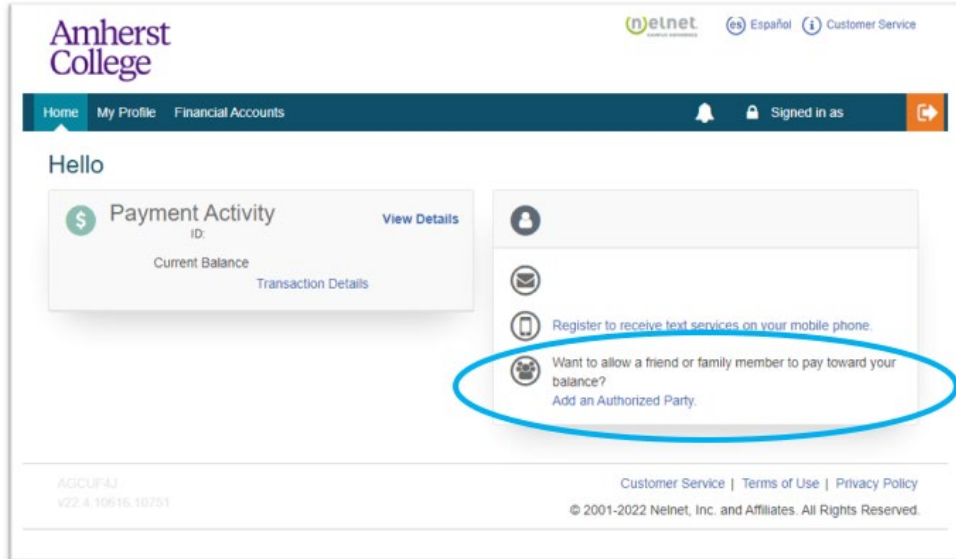 Amherst
College
(n)elnet
CAMPUS COMMERCE
(es) Español (i) Customer Service
Home My Profile Financial Accounts
Signed in as
Hello
$ Payment Activity View Details
ID:
Current Balance
Transaction Details
Register to receive text services on your mobile phone.
Want to allow a friend or family member to pay toward your
balance?
Add an Authorized Party.
AGCUF4J
v22.4.10616.10751
Customer Service | Terms of Use | Privacy Policy
© 2001-2022 Nelnet, Inc. and Affiliates. All Rights Reserved.